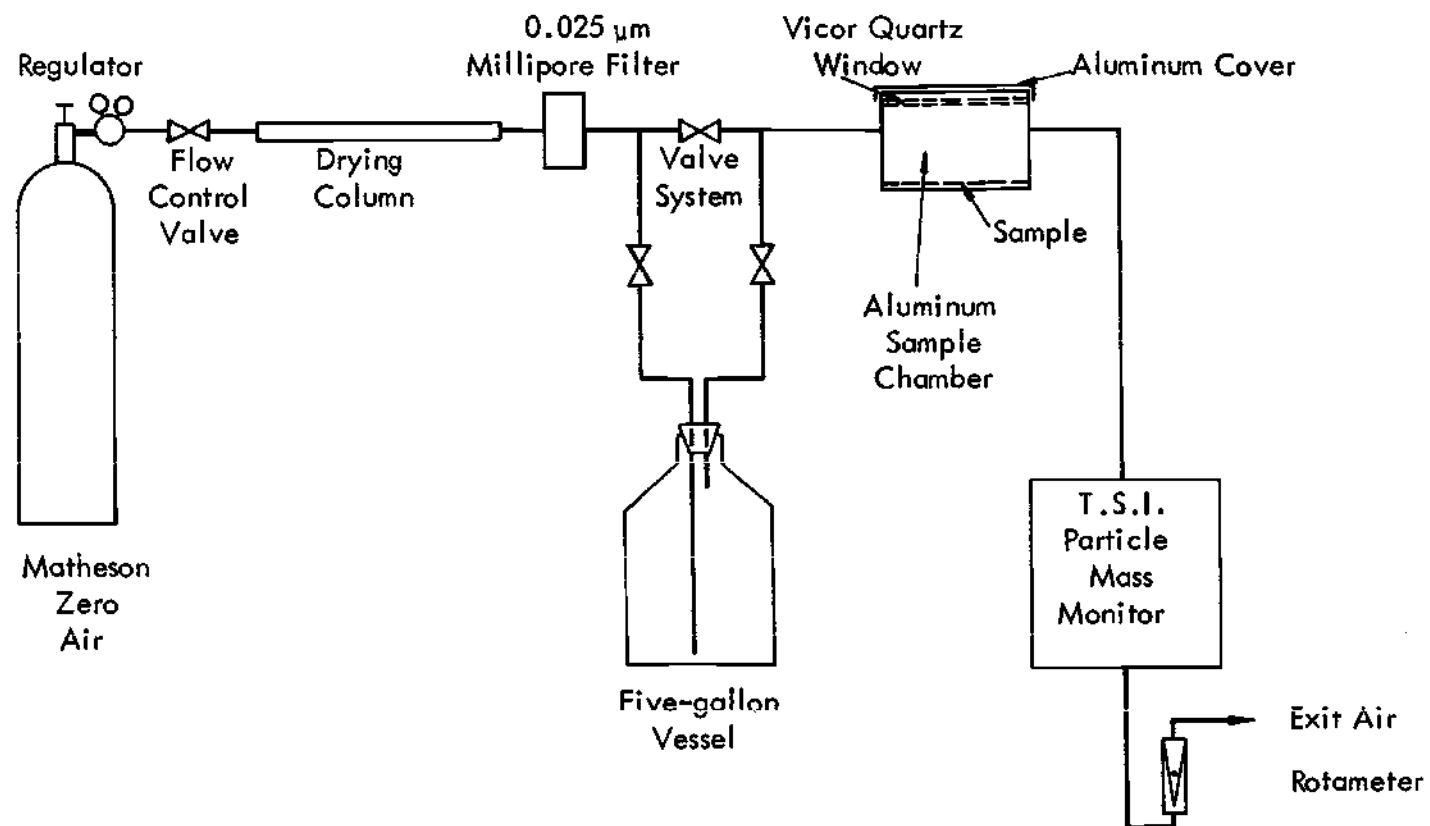 0.025 µm
Millipore Filter
Regulator
Vicor Quartz
Window
Aluminum Cover
Flow
Control
Valve
Drying
Column
Valve
System
Sample
Aluminum
Sample
Chamber
T.S.I.
Particle
Mass
Monitor
Matheson
Zero
Air
Five-gallon
Vessel
Exit Air
Rotameter